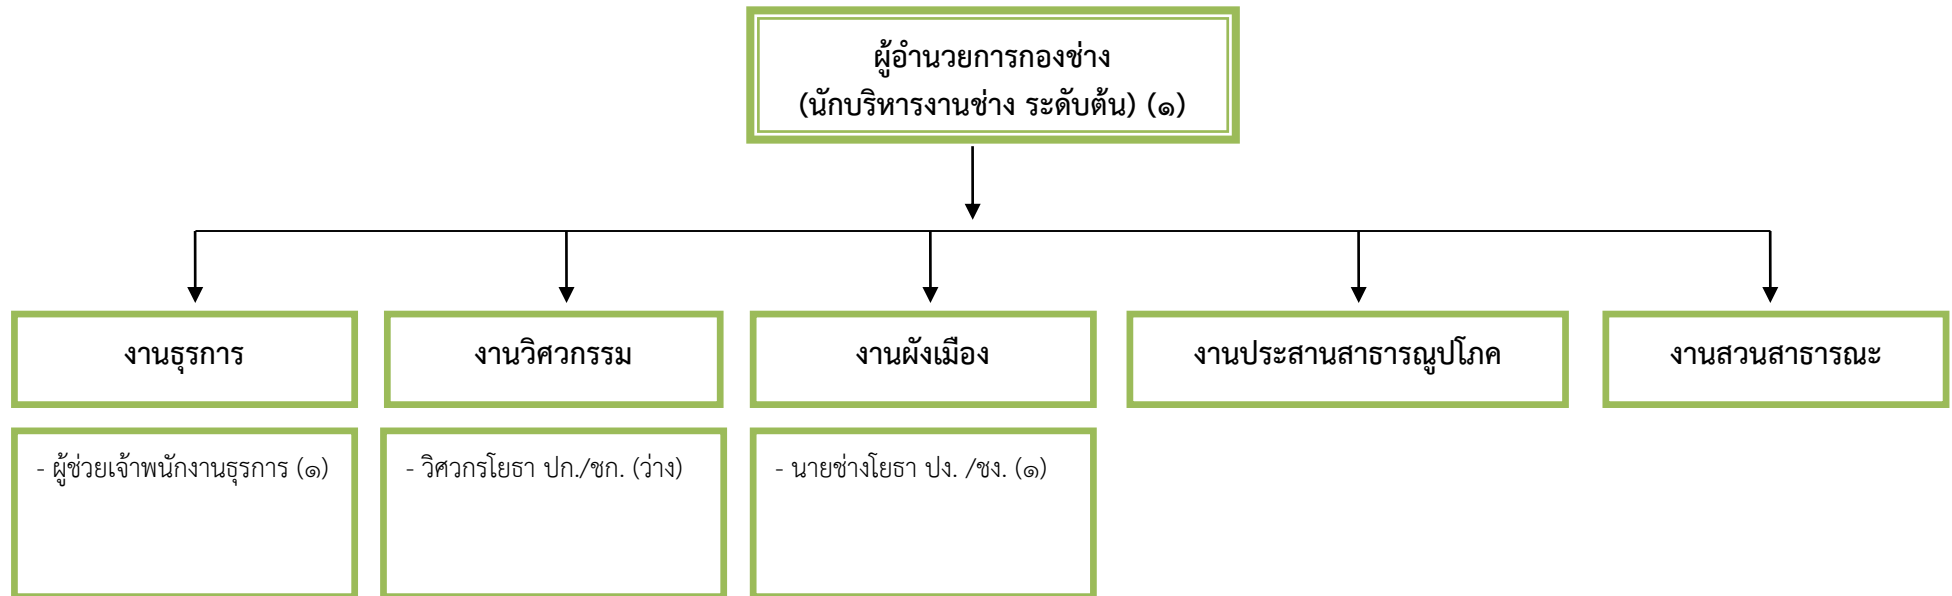 ผู้อำนวยการกองช่าง
(นักบริหารงานช่าง ระดับต้น) (๑)
งานธุรการ
งานวิศวกรรม
งานผังเมือง
งานประสานสาธารณูปโภค
งานสวนสาธารณะ
- ผู้ช่วยเจ้าพนักงานธุรการ (๑)
- วิศวกรโยธา ปก./ชก. (ว่าง)
- นายช่างโยธา ปง. /ชง. (๑)